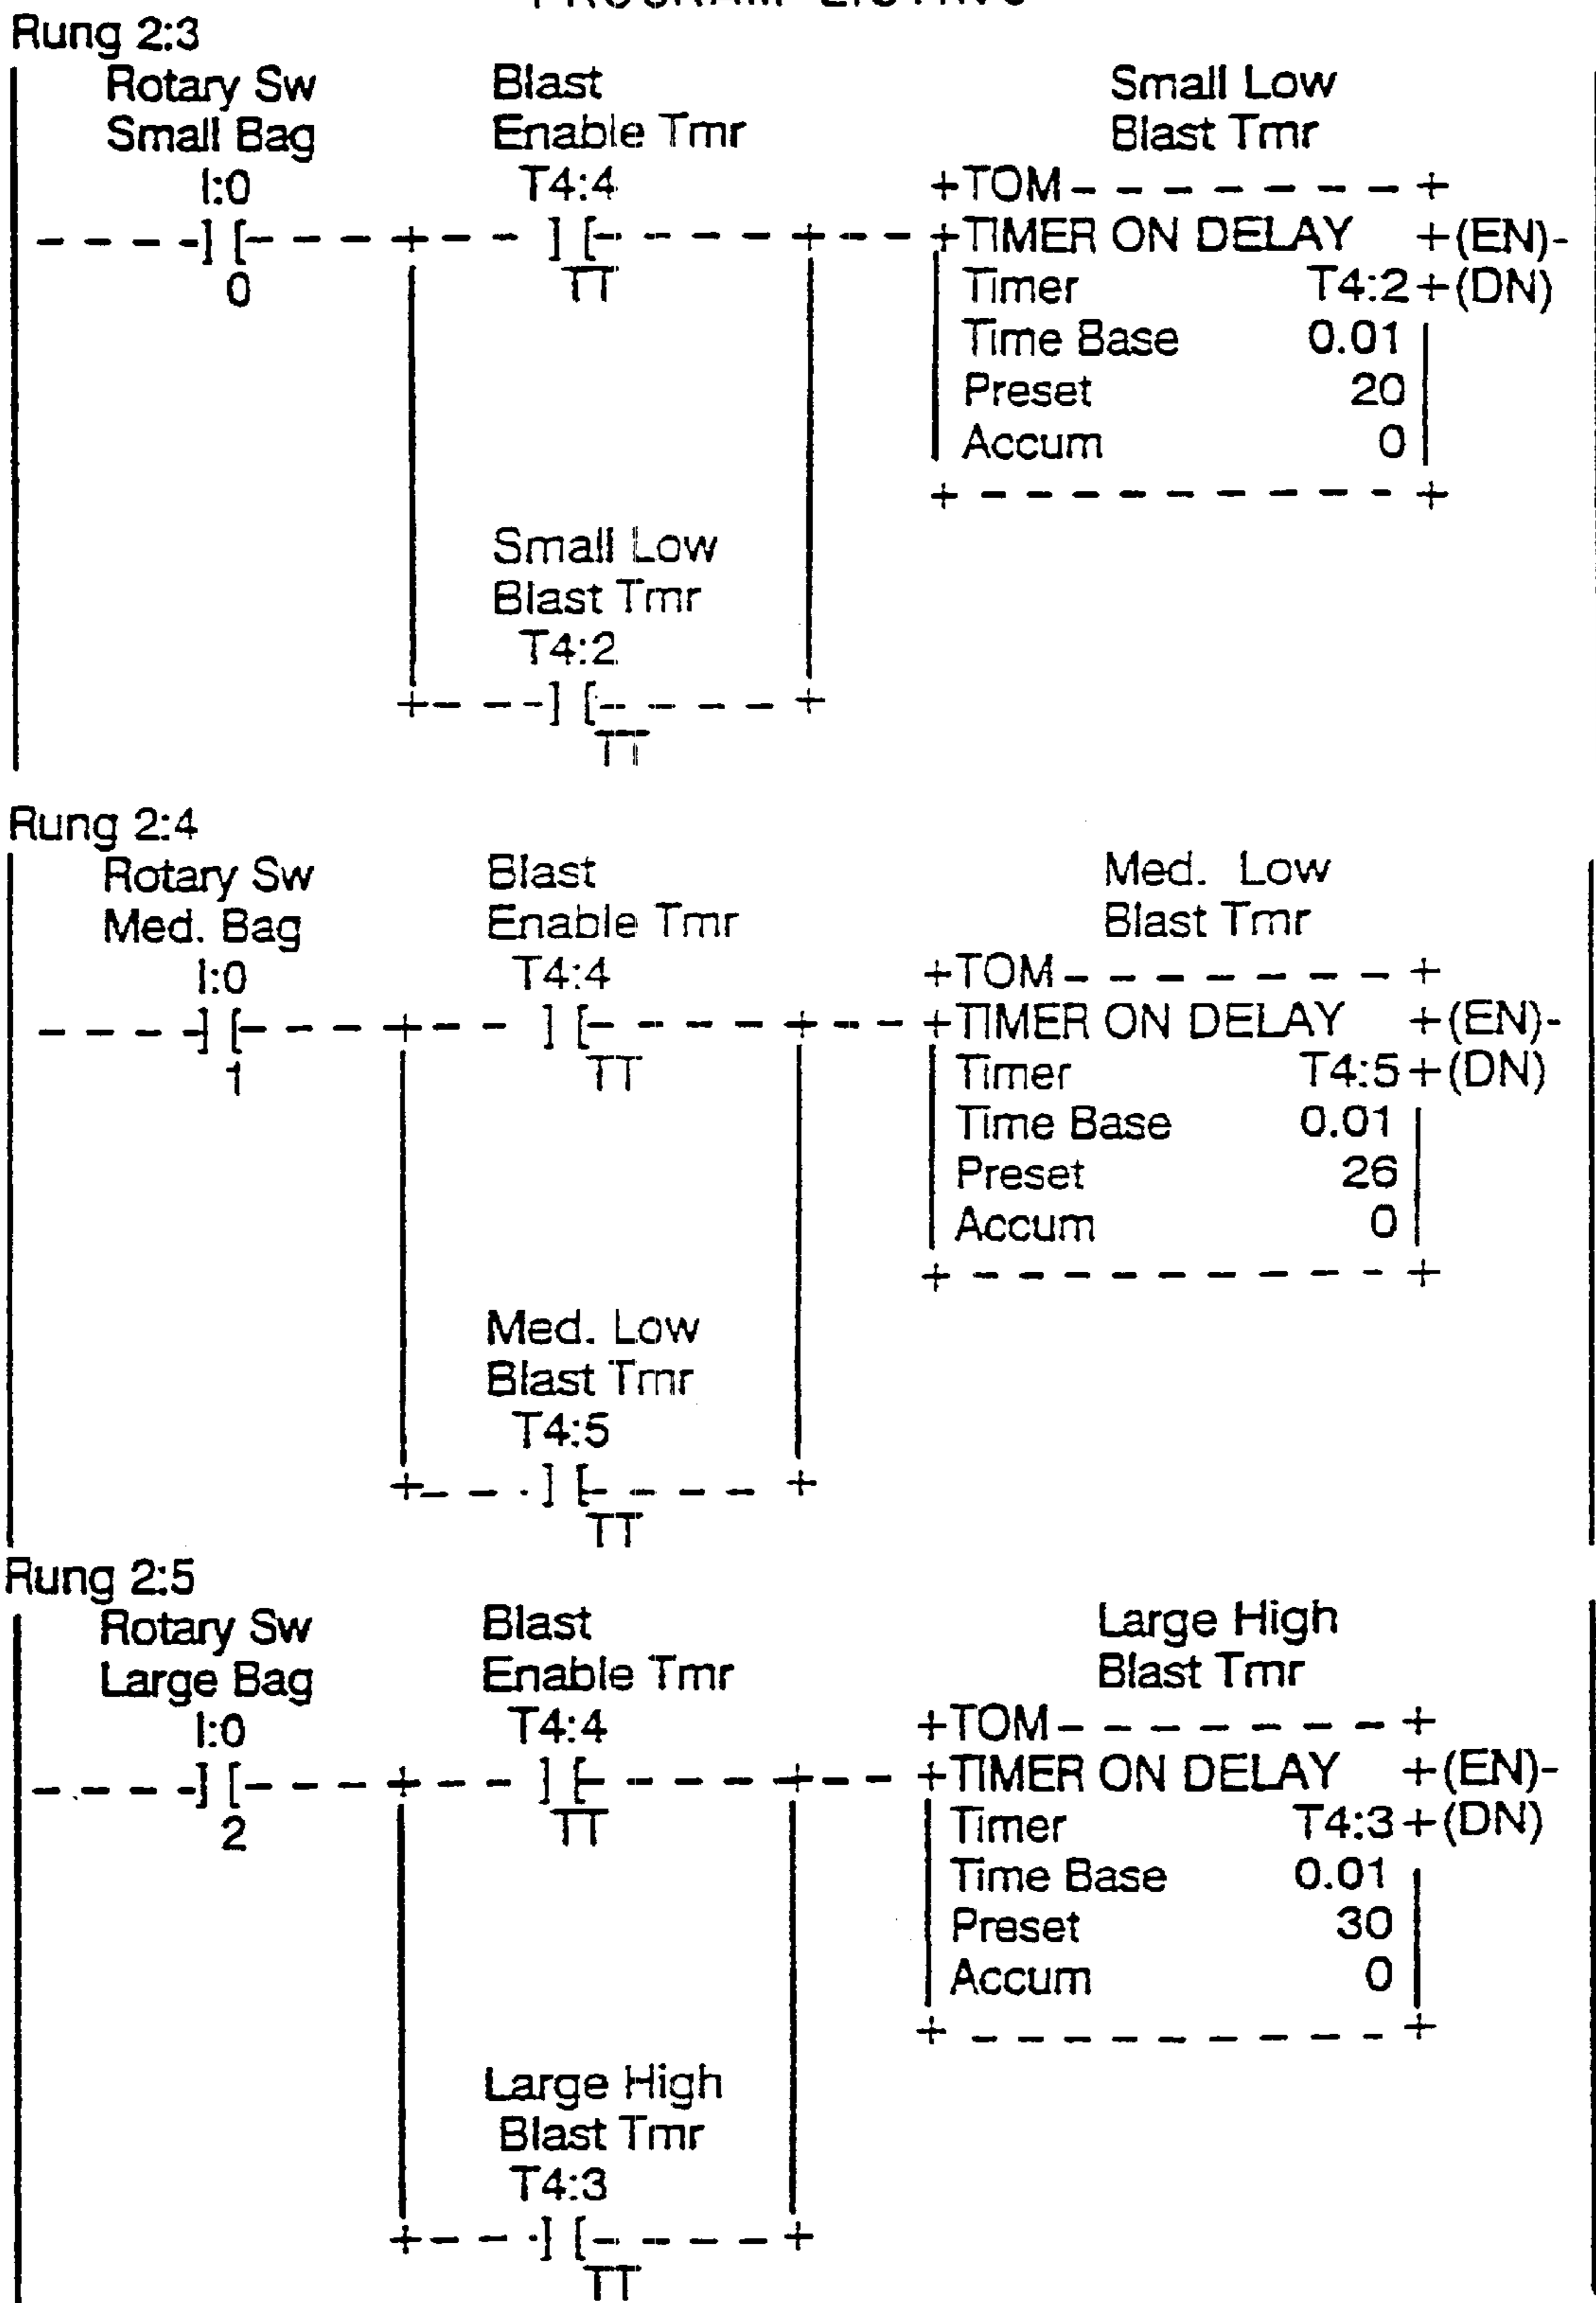 PROGRAM LISTING
Rung 2:3
Rotary Sw Blast Small Low
Small Bag Enable Tmr Blast Tmr
I:0 T4:4 +TOM- - - - - - - - +
- - - -] [- - - + - - ] [- - - - - + - - +TIMER ON DELAY +(EN)-
0 TT Timer T4:2+(DN)
Time Base 0.01
Preset 20
Accum 0
+ - - - - - - - - - - +
Small Low
Blast Tmr
T4:2
+- - -] [- - - - - +
TT
Rung 2:4
Rotary Sw Blast Med. Low
Med. Bag Enable Tmr Blast Tmr
I:0 T4:4 +TOM- - - - - - - - +
- - - -] [- - - + - - ] [- - - - - + - - +TIMER ON DELAY +(EN)-
1 TT Timer T4:5+(DN)
Time Base 0.01
Preset 26
Accum 0
+ - - - - - - - - - - +
Med. Low
Blast Tmr
T4:5
+- - -] [- - - - +
TT
Rung 2:5
Rotary Sw Blast Large High
Large Bag Enable Tmr Blast Tmr
I:0 T4:4 +TOM- - - - - - - - +
- - - -] [- - - + - - ] [- - - - - + - - +TIMER ON DELAY +(EN)-
2 TT Timer T4:3+(DN)
Time Base 0.01
Preset 30
Accum 0
+ - - - - - - - - - - +
Large High
Blast Tmr
T4:3
+- - -] [- - - - - +
TT